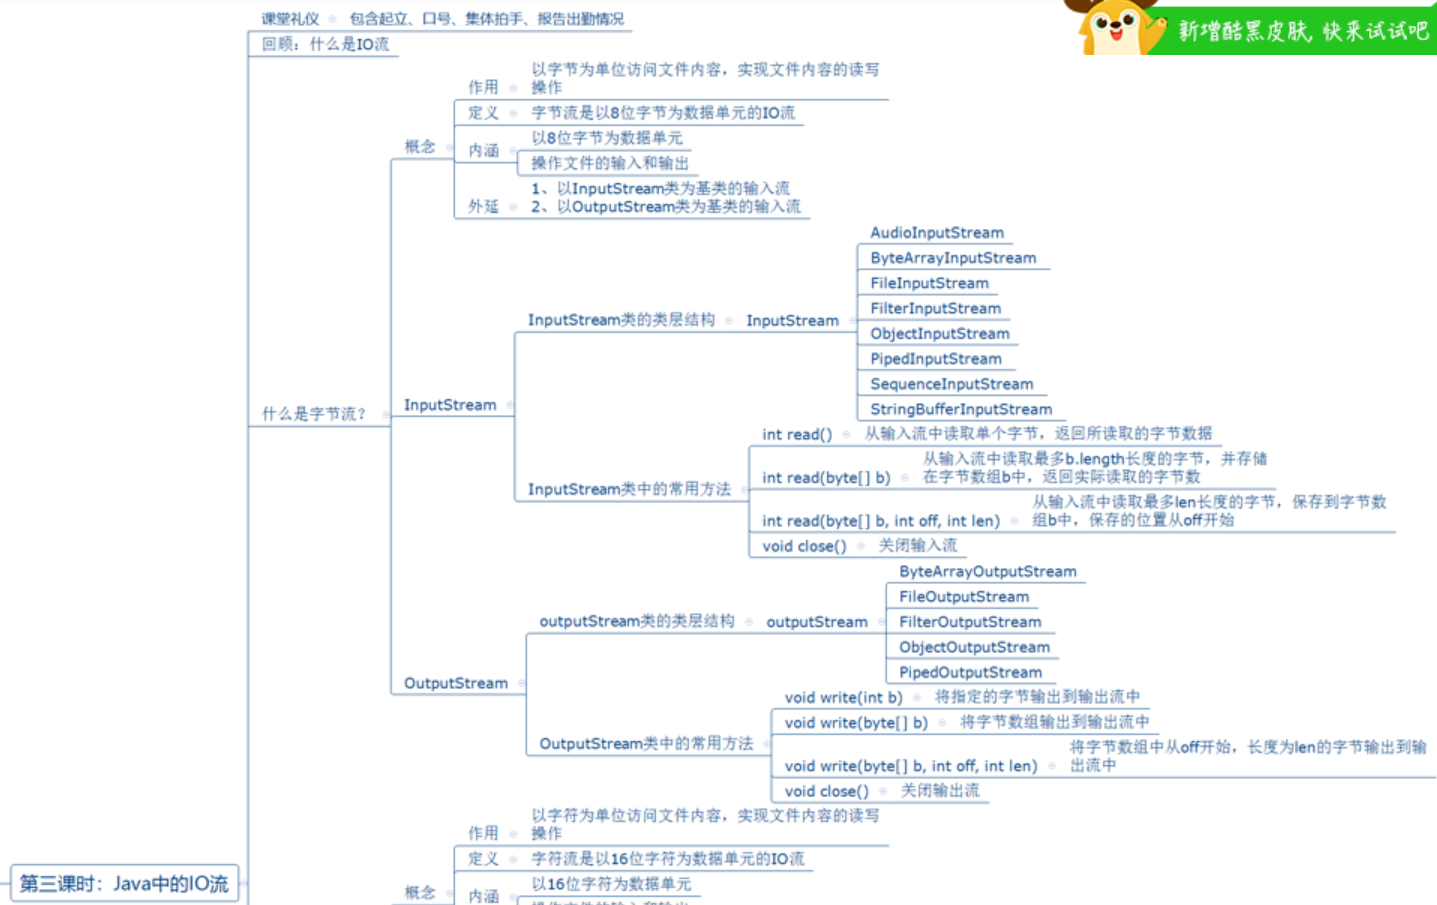 新增酷黑皮肤, 快来试试吧
课堂礼仪 包含起立、口号、集体拍手、报告出勤情况
回顾：什么是IO流
以字节为单位访问文件内容，实现文件内容的读写
作用 操作
定义 字节流是以8位字节为数据单元的IO流
以8位字节为数据单元
概念 内涵
操作文件的输入和输出
1、以InputStream类为基类的输入流
外延 2、以OutputStream类为基类的输入流
AudioInputStream
ByteArrayInputStream
FileInputStream
FilterInputStream
InputStream类的类层结构 InputStream
ObjectInputStream
PipedInputStream
SequenceInputStream
StringBufferInputStream
什么是字节流？ InputStream
int read() 从输入流中读取单个字节，返回所读取的字节数据
从输入流中读取最多b.length长度的字节，并存储
int read(byte[] b) 在字节数组b中，返回实际读取的字节数
InputStream类中的常用方法
从输入流中读取最多len长度的字节，保存到字节数
int read(byte[] b, int off, int len) 组b中，保存的位置从off开始
void close() 关闭输入流
ByteArrayOutputStream
FileOutputStream
outputStream类的类层结构 outputStream FilterOutputStream
ObjectOutputStream
PipedOutputStream
OutputStream
void write(int b) 将指定的字节输出到输出流中
void write(byte[] b) 将字节数组输出到输出流中
OutputStream类中的常用方法
将字节数组中从off开始，长度为len的字节输出到输
void write(byte[] b, int off, int len) 出流中
void close() 关闭输出流
以字符为单位访问文件内容，实现文件内容的读写
作用 操作
定义 字符流是以16位字符为数据单元的IO流
第三课时：Java中的IO流
以16位字符为数据单元
概念 内涵